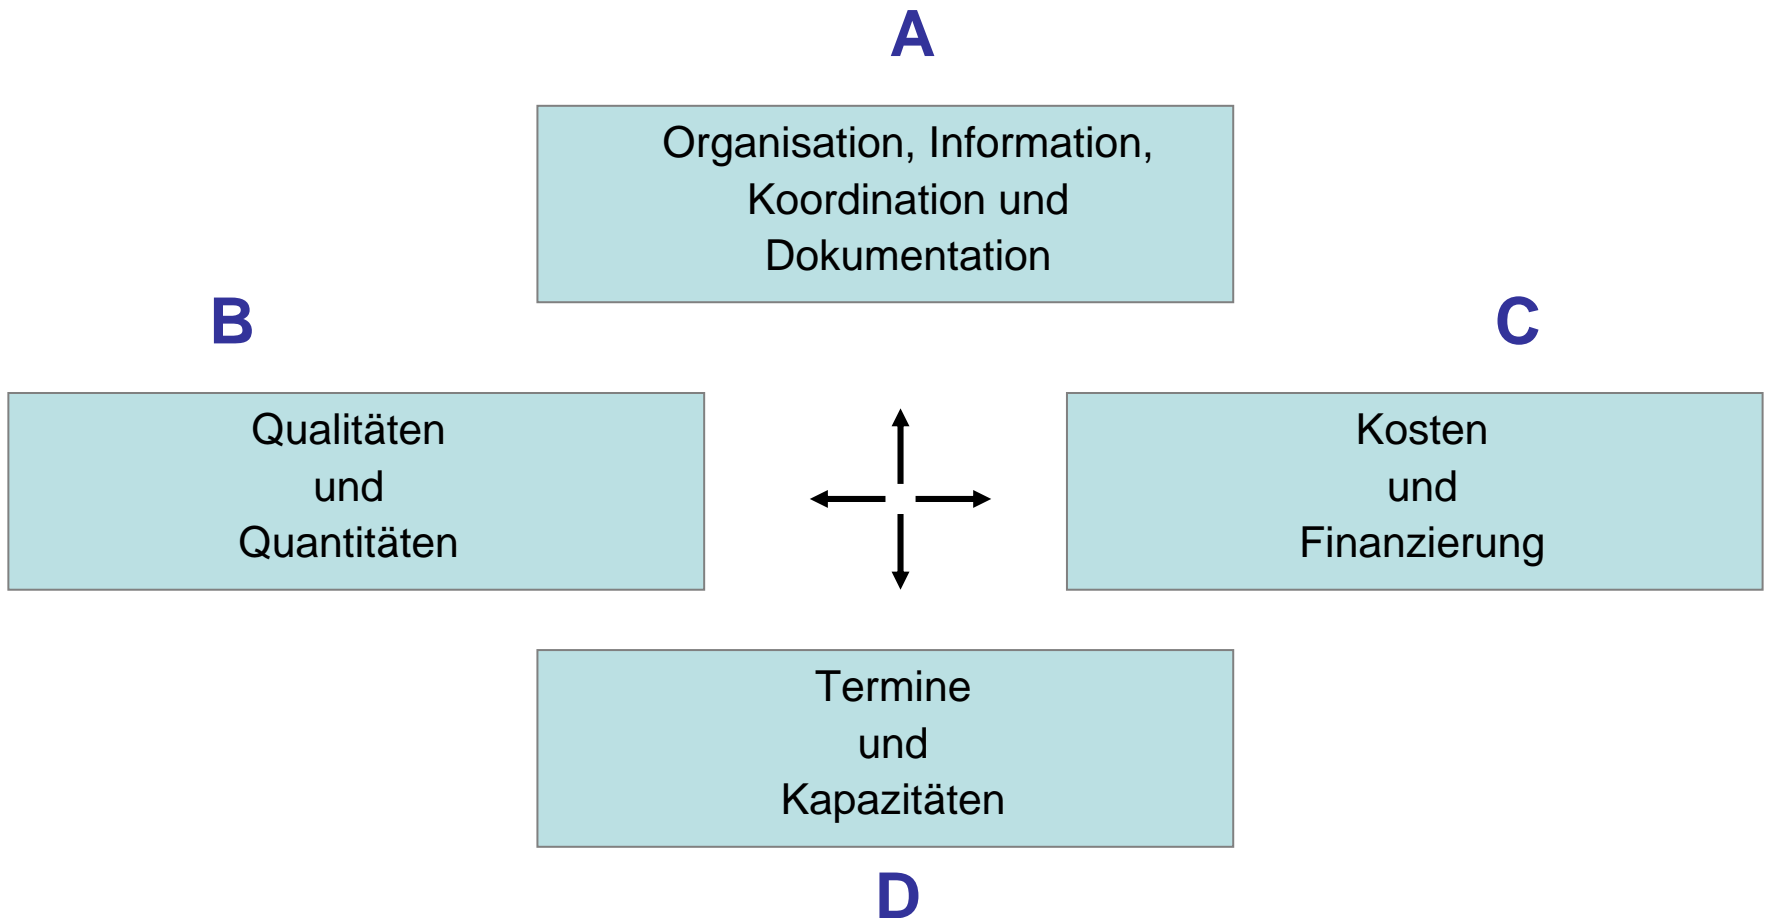 A
Organisation, Information,
Koordination und
Dokumentation
B
Qualitäten
und
Quantitäten
C
Kosten
und
Finanzierung
Termine
und
Kapazitäten
D